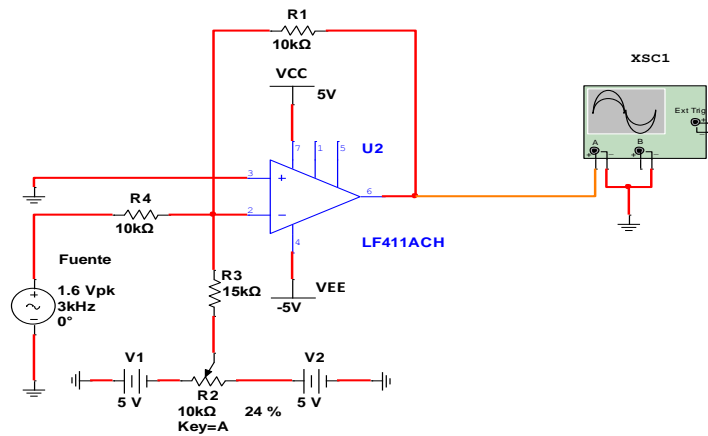 R1
10kΩ
XSC1
VCC
5V
Ext Trig
+
-
A
B
+
-
+
-
7
1
5
U2
3
+
6
R4
2
-
10kΩ
4
LF411ACH
Fuente
R3
15kΩ
VEE
1.6 Vpk
3kHz
0°
-5V
V1
V2
5 V
R2
5 V
10kΩ
24 %
Key=A